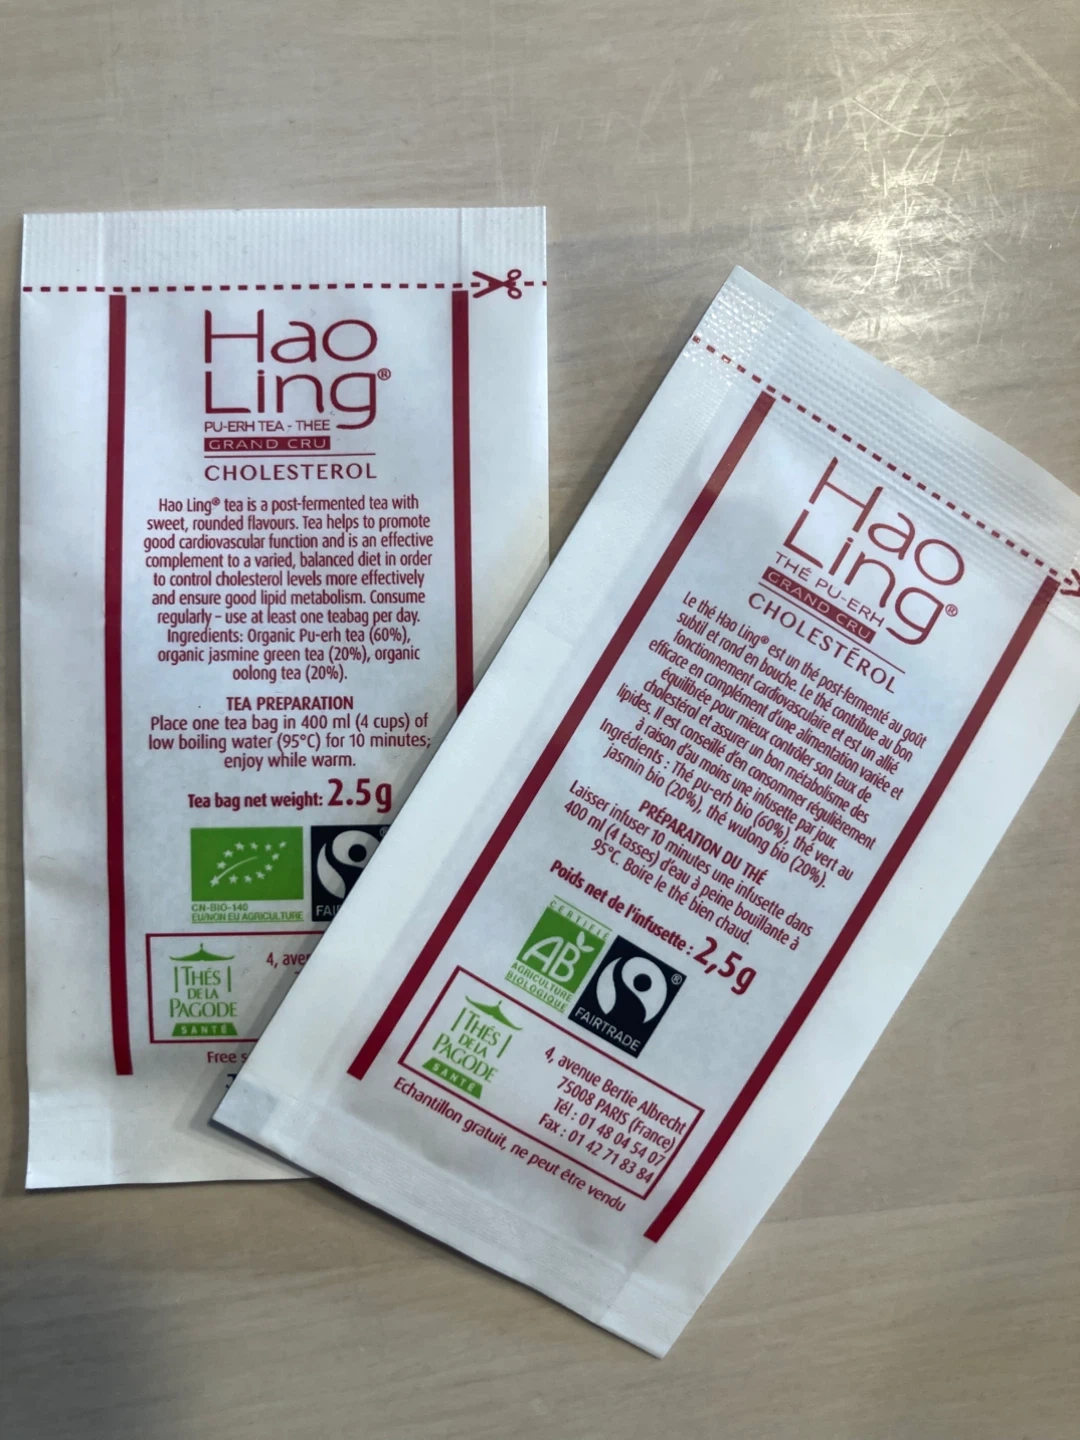 Hao
Ling®
PU-ERH TEA - THEE
GRAND CRU
CHOLESTEROL
Hao Ling® tea is a post-fermented tea with
sweet, rounded flavours. Tea helps to promote
good cardiovascular function and is an effective
complement to a varied, balanced diet in order
to control cholesterol levels more effectively
and ensure good lipid metabolism. Consume
regularly – use at least one teabag per day.
Ingredients: Organic Pu-erh tea (60%),
organic jasmine green tea (20%), organic
oolong tea (20%).
TEA PREPARATION
Place one tea bag in 400 ml (4 cups) of
low boiling water (95°C) for 10 minutes;
enjoy while warm.
Tea bag net weight: 2.5g
CN-BIO-140
EU/NON EU AGRICULTURE
THÉS
DE LA
PAGODE
SANTÉ
4,
Free
Hao
Ling®
THÉ PU-ERH
GRAND CRU
CHOLESTÉROL
Le thé Hao Ling® est un thé post-fermenté au goût
subtil et rond en bouche. Le thé contribue au bon
fonctionnement cardiovasculaire et est un allié
efficace en complément d'une alimentation variée et
équilibrée pour mieux contrôler son taux de
cholestérol et assurer un bon métabolisme des
lipides. Il est conseillé d'en consommer régulièrement
à raison d'au moins une infusette par jour.
Ingrédients : Thé pu-erh bio (60%), thé vert au
jasmin bio (20%), thé wulong bio (20%).
PRÉPARATION DU THÉ
Laisser infuser 10 minutes une infusette dans
400 ml (4 tasses) d'eau à peine bouillante à
95°C. Boire le thé bien chaud.
Poids net de l'infusette : 2,5g
CERTIFIÉ
AB
AGRICULTURE
BIOLOGIQUE
®
FAIRTRADE
THÉS
DE LA
PAGODE
SANTÉ
4, avenue Bertie Albrecht
75008 PARIS (France)
Tél : 01 48 04 54 07
Fax : 01 42 71 83 84
Echantillon gratuit, ne peut être vendu